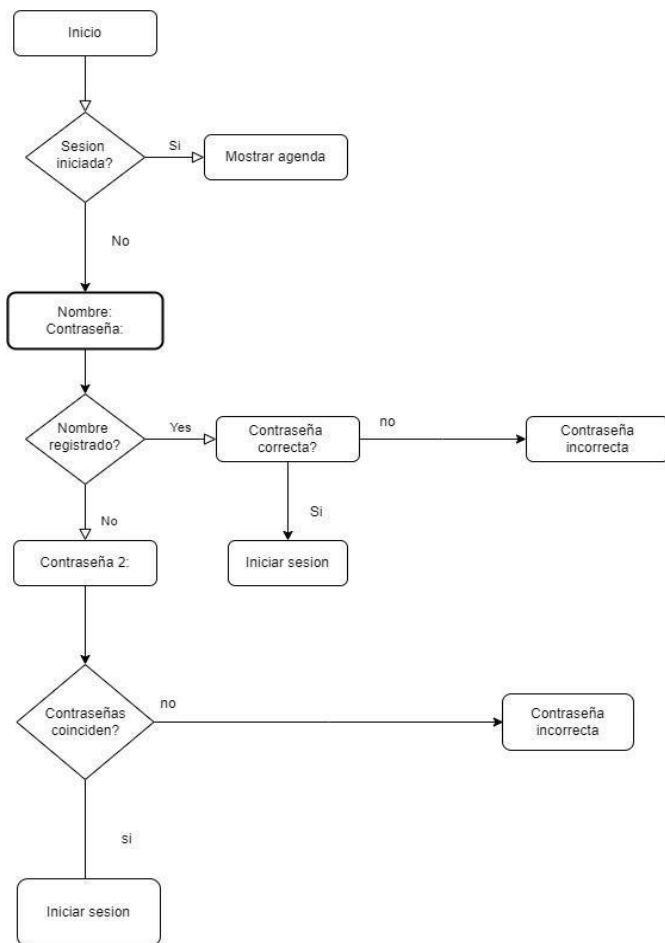 Inicio
Sesion
iniciada?
Si
Mostrar agenda
No
Nombre:
Contraseña:
Nombre
registrado?
Yes
Contraseña
correcta?
no
Contraseña
incorrecta
No
Si
Contraseña 2:
Iniciar sesion
Contraseñas
coinciden?
no
Contraseña
incorrecta
si
Iniciar sesion